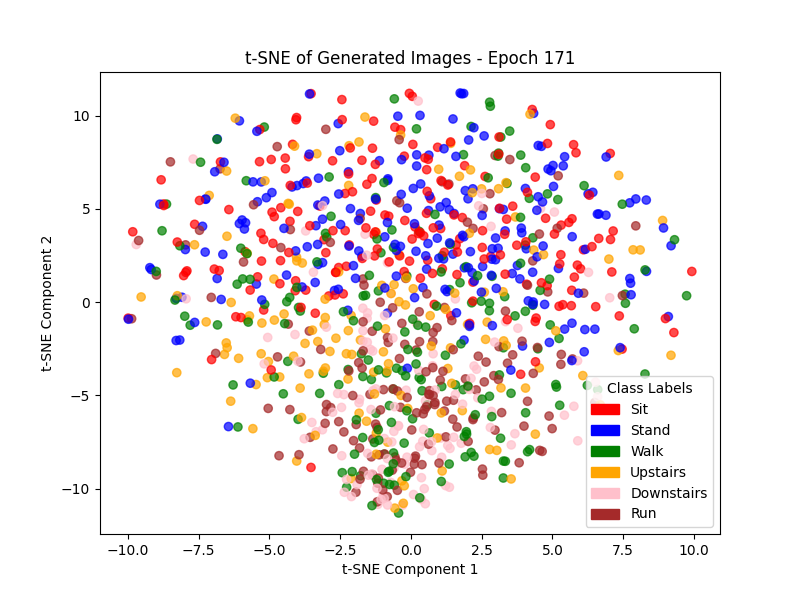 t-SNE of Generated Images - Epoch 171
t-SNE Component 2
10
5
0
−5
−10
Class Labels
Sit
Stand
Walk
Upstairs
Downstairs
Run
−10.0 −7.5 −5.0 −2.5 0.0 2.5 5.0 7.5 10.0
t-SNE Component 1